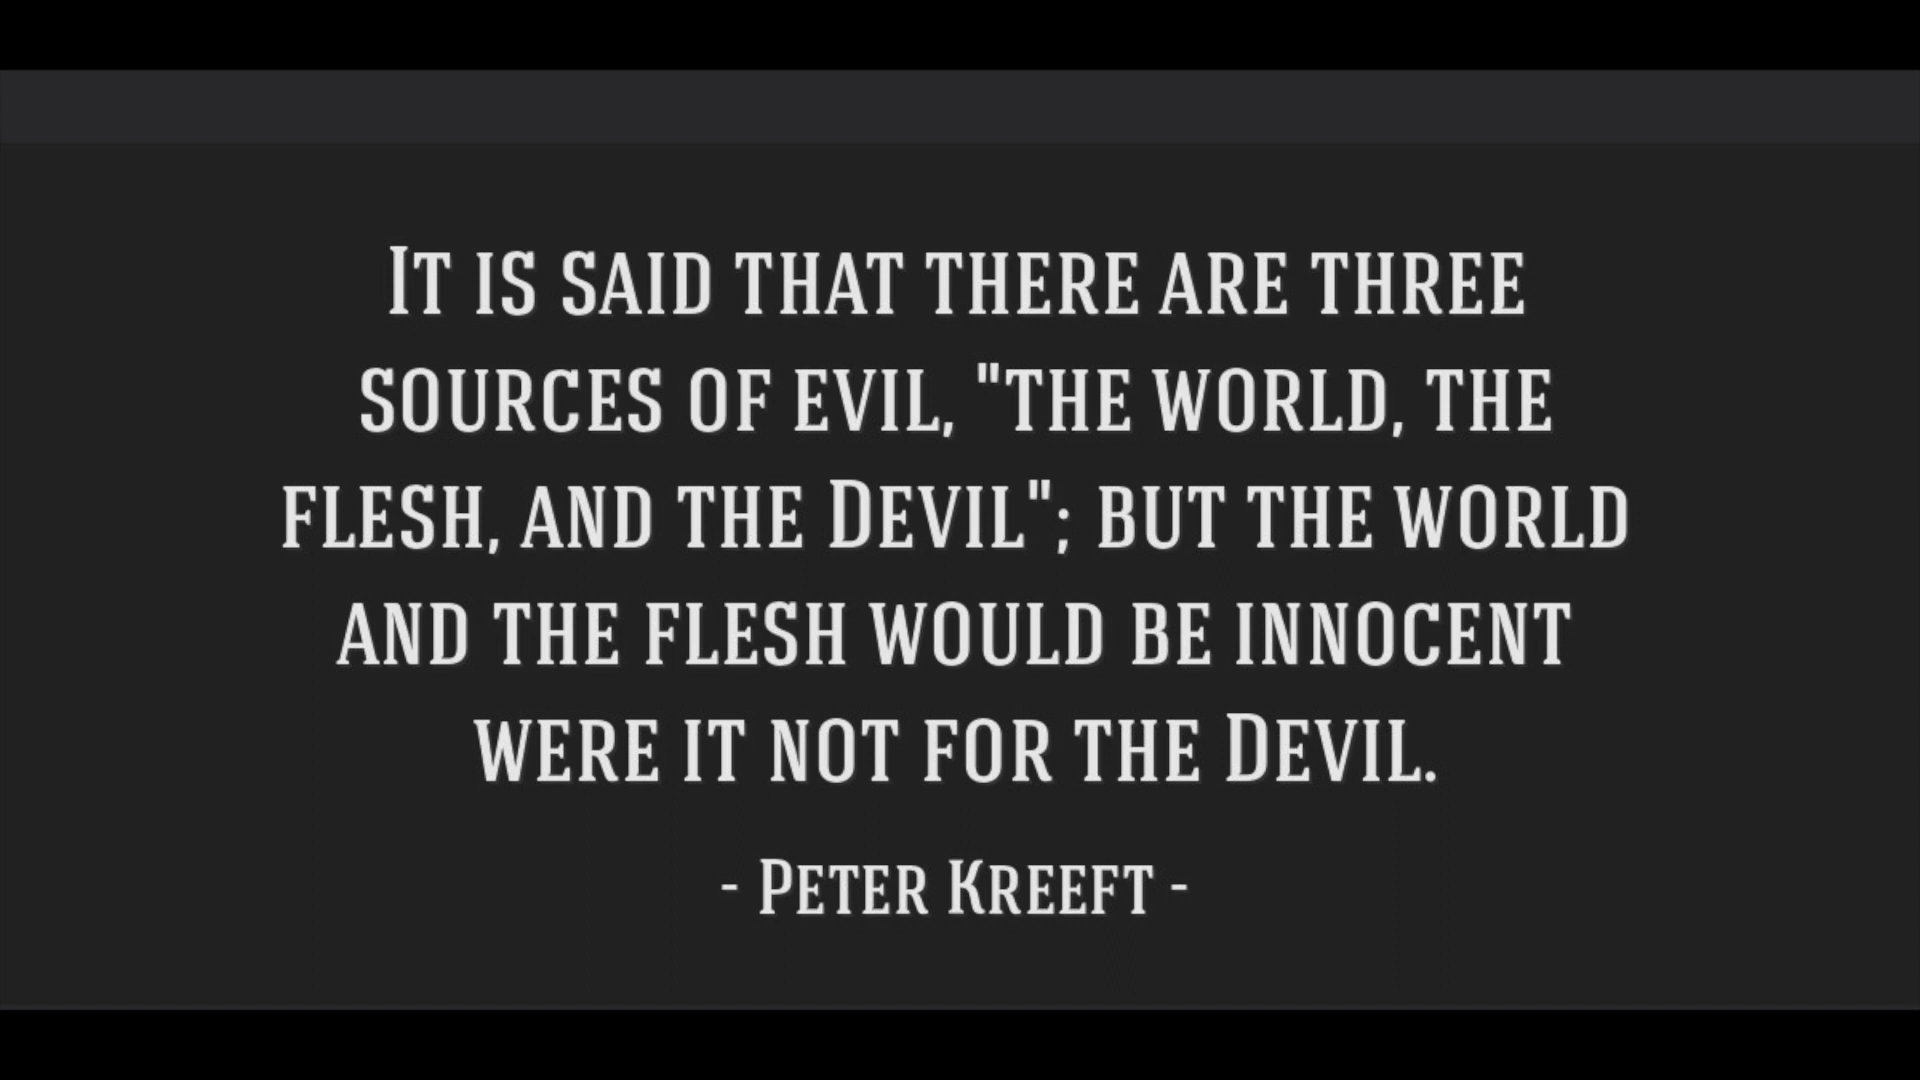 It is said that there are three
sources of evil, "the world, the
flesh, and the Devil"; but the world
and the flesh would be innocent
were it not for the Devil.
- Peter Kreeft -